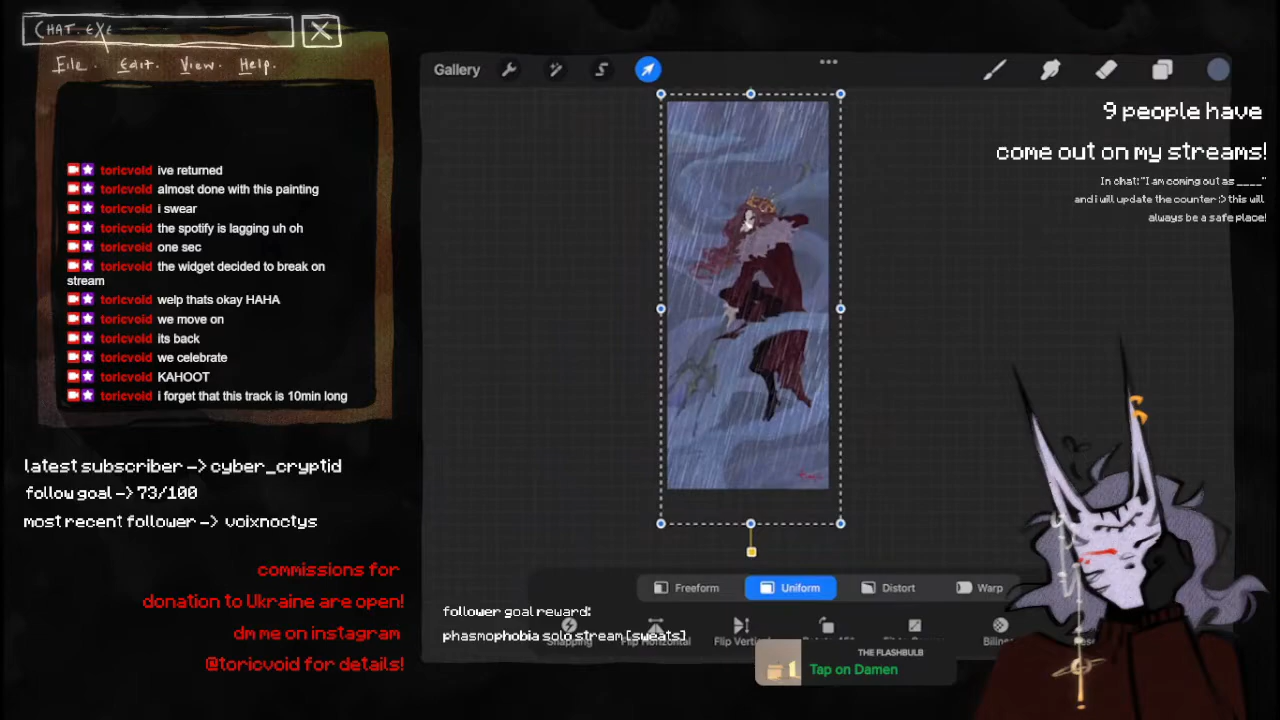 CHAT.EXE
File. Edit. View. Help.
toricvoid ive returned
toricvoid almost done with this painting
toricvoid i swear
toricvoid the spotify is lagging uh oh
toricvoid one sec
toricvoid the widget decided to break on
stream
toricvoid welp thats okay HAHA
toricvoid we move on
toricvoid its back
toricvoid we celebrate
toricvoid KAHOOT
toricvoid i forget that this track is 10min long
latest subscriber -> cyber_cryptid
follow goal -> 73/100
most recent follower -> voixnoctys
commissions for
donation to Ukraine are open!
dm me on instagram
@toricvoid for details!
Gallery
9 people have
come out on my streams!
In chat: "I am coming out as ____"
and i will update the counter :> this will
always be a safe place!
Freeform Uniform Distort Warp
follower goal reward:
phasmophobia solo stream [sweats]
Snapping Flip Horizontal Flip Vertical
THE FLASHBULB
Tap on Damen